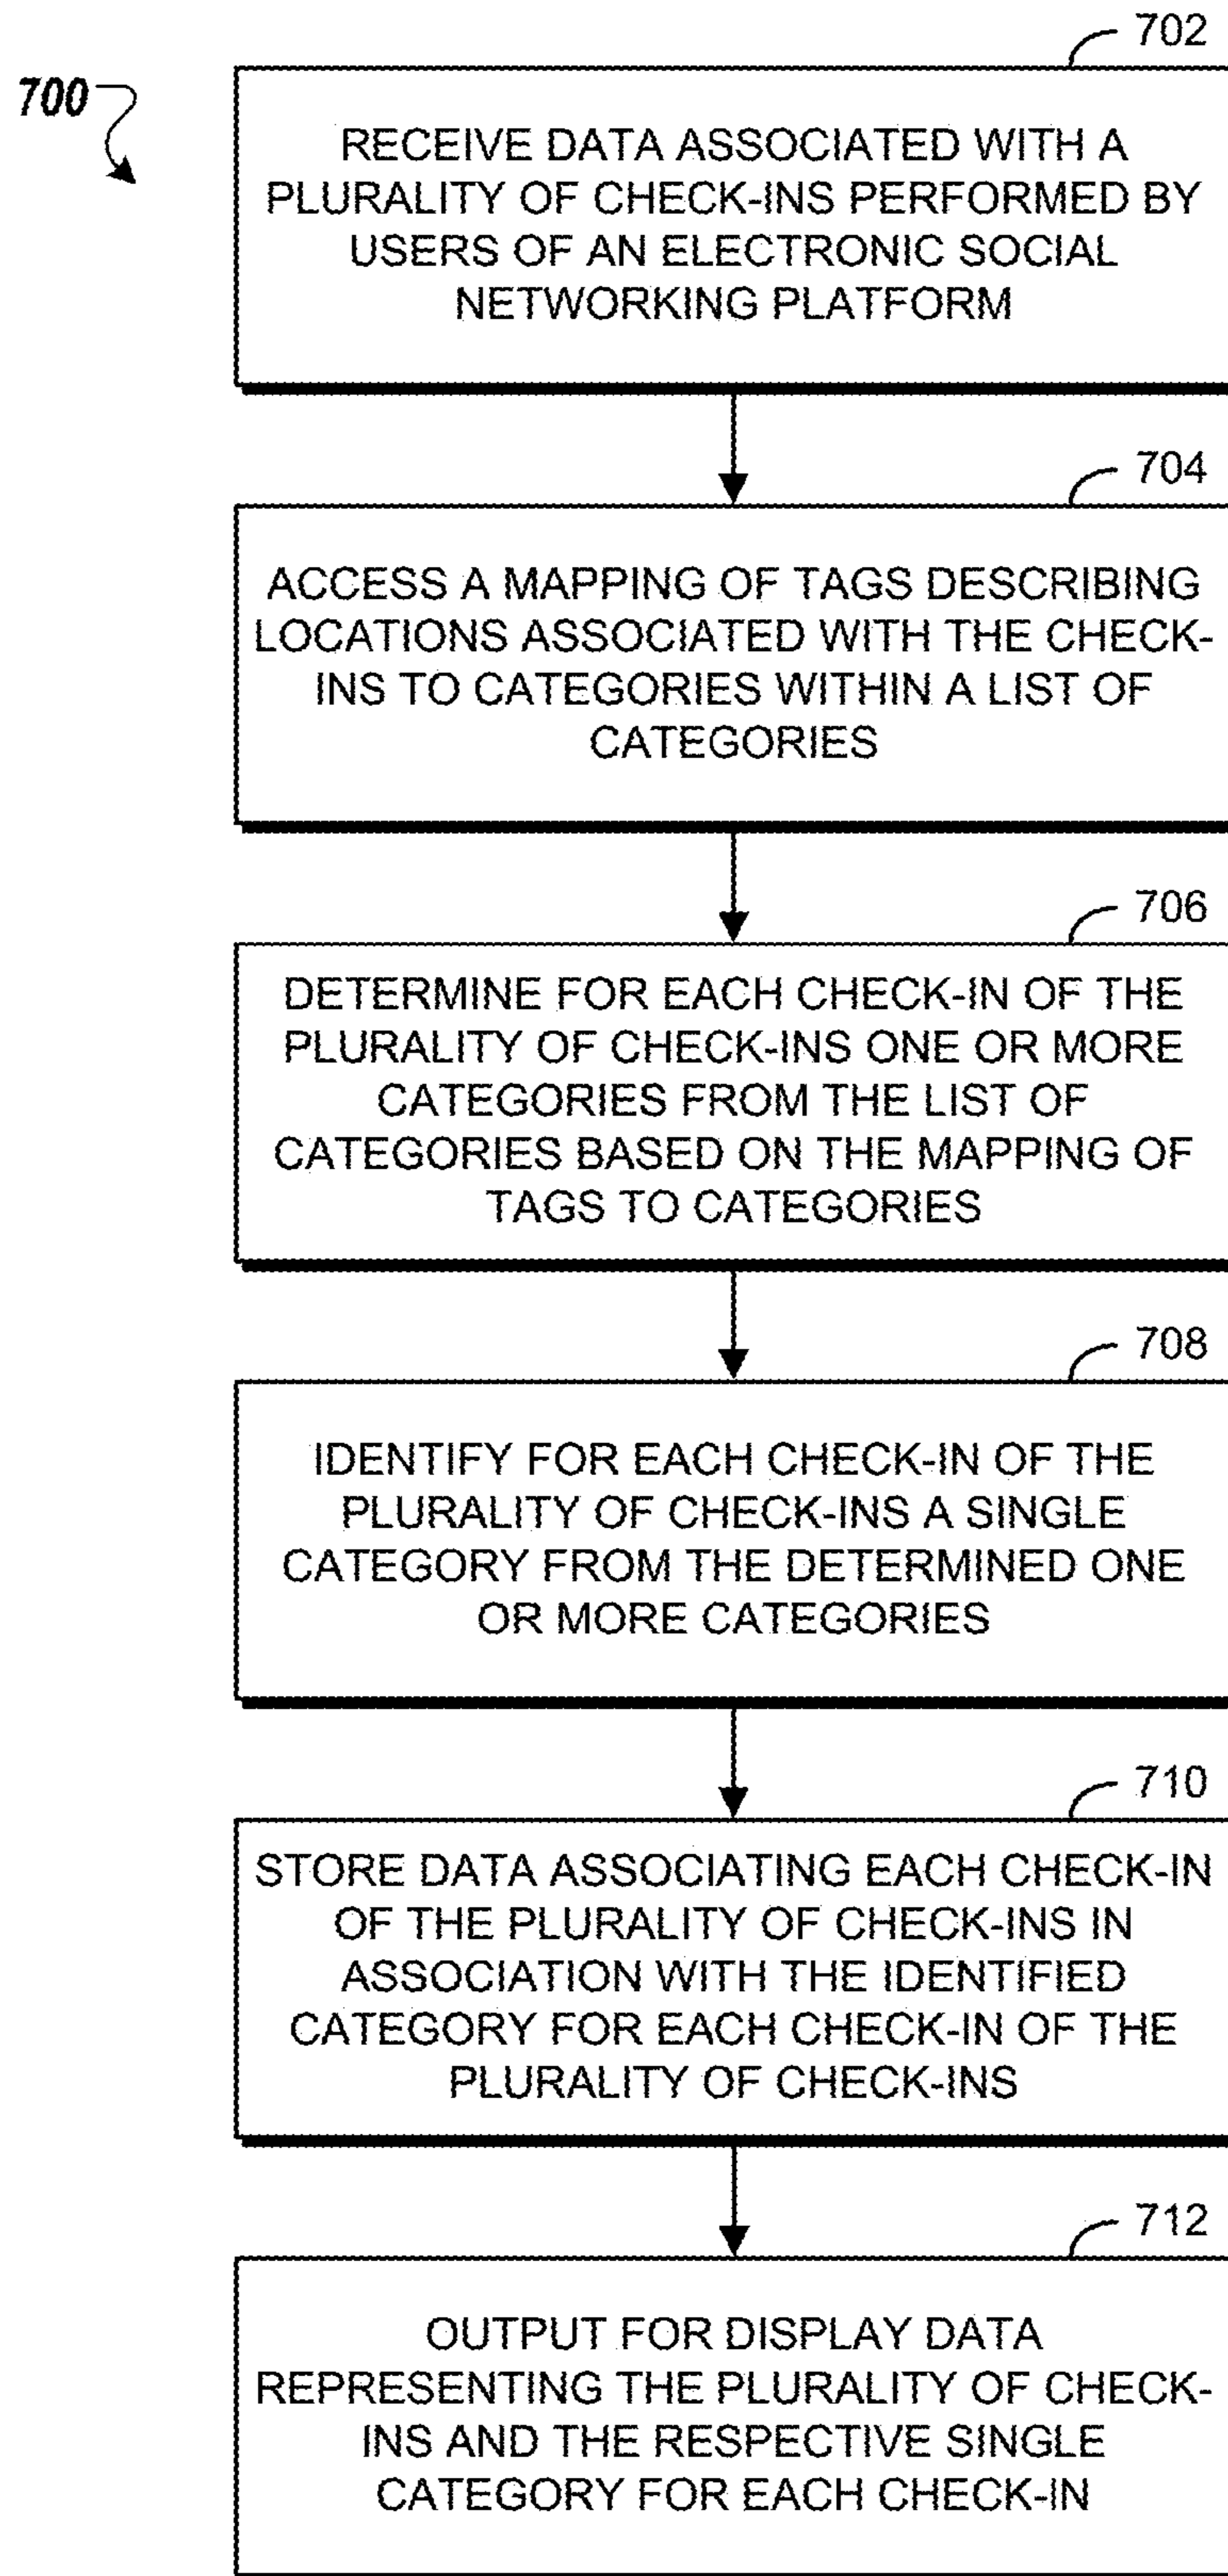 700
702
RECEIVE DATA ASSOCIATED WITH A
PLURALITY OF CHECK-INS PERFORMED BY
USERS OF AN ELECTRONIC SOCIAL
NETWORKING PLATFORM
704
ACCESS A MAPPING OF TAGS DESCRIBING
LOCATIONS ASSOCIATED WITH THE CHECK-
INS TO CATEGORIES WITHIN A LIST OF
CATEGORIES
706
DETERMINE FOR EACH CHECK-IN OF THE
PLURALITY OF CHECK-INS ONE OR MORE
CATEGORIES FROM THE LIST OF
CATEGORIES BASED ON THE MAPPING OF
TAGS TO CATEGORIES
708
IDENTIFY FOR EACH CHECK-IN OF THE
PLURALITY OF CHECK-INS A SINGLE
CATEGORY FROM THE DETERMINED ONE
OR MORE CATEGORIES
710
STORE DATA ASSOCIATING EACH CHECK-IN
OF THE PLURALITY OF CHECK-INS IN
ASSOCIATION WITH THE IDENTIFIED
CATEGORY FOR EACH CHECK-IN OF THE
PLURALITY OF CHECK-INS
712
OUTPUT FOR DISPLAY DATA
REPRESENTING THE PLURALITY OF CHECK-
INS AND THE RESPECTIVE SINGLE
CATEGORY FOR EACH CHECK-IN